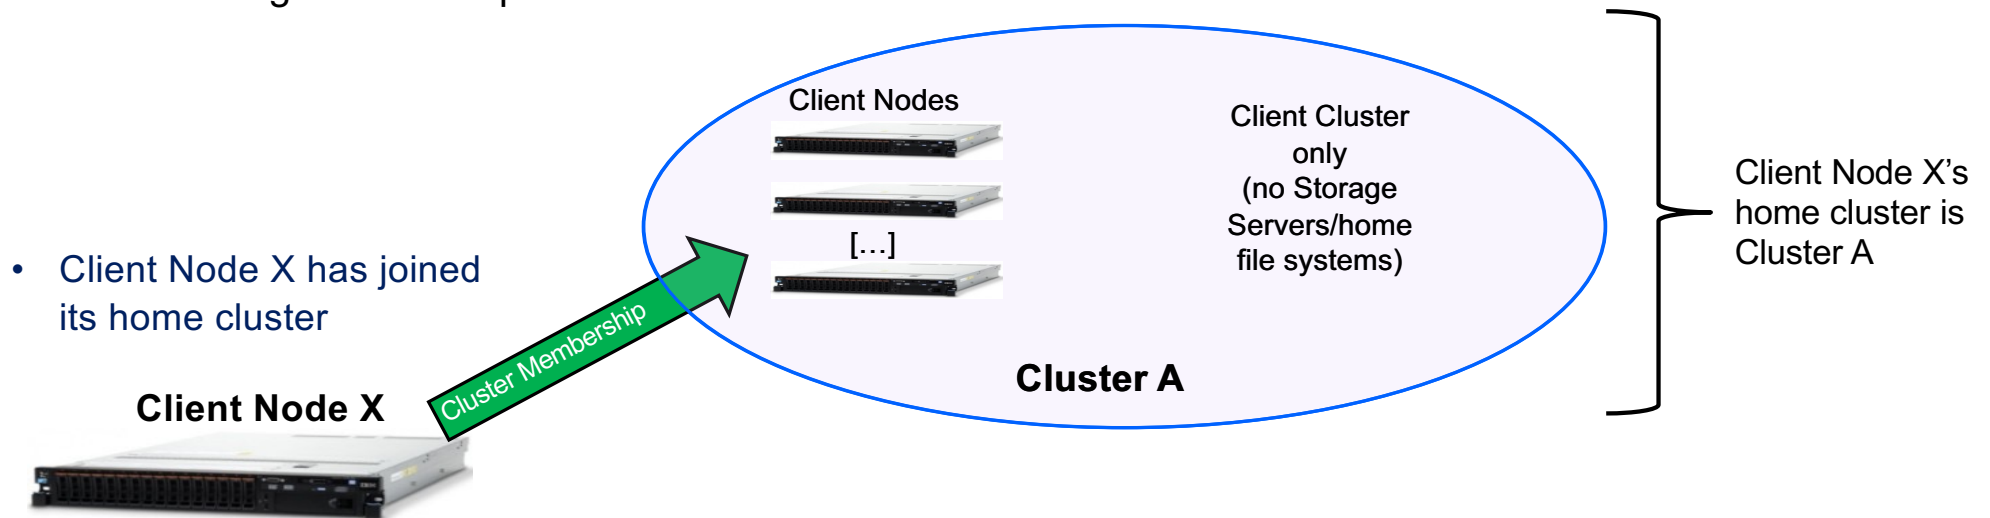 Client Nodes
[...]
Client Cluster
only
(no Storage
Servers/home
file systems)
Cluster A
Client Node X’s
home cluster is
Cluster A
• Client Node X has joined
its home cluster
Cluster Membership
Client Node X